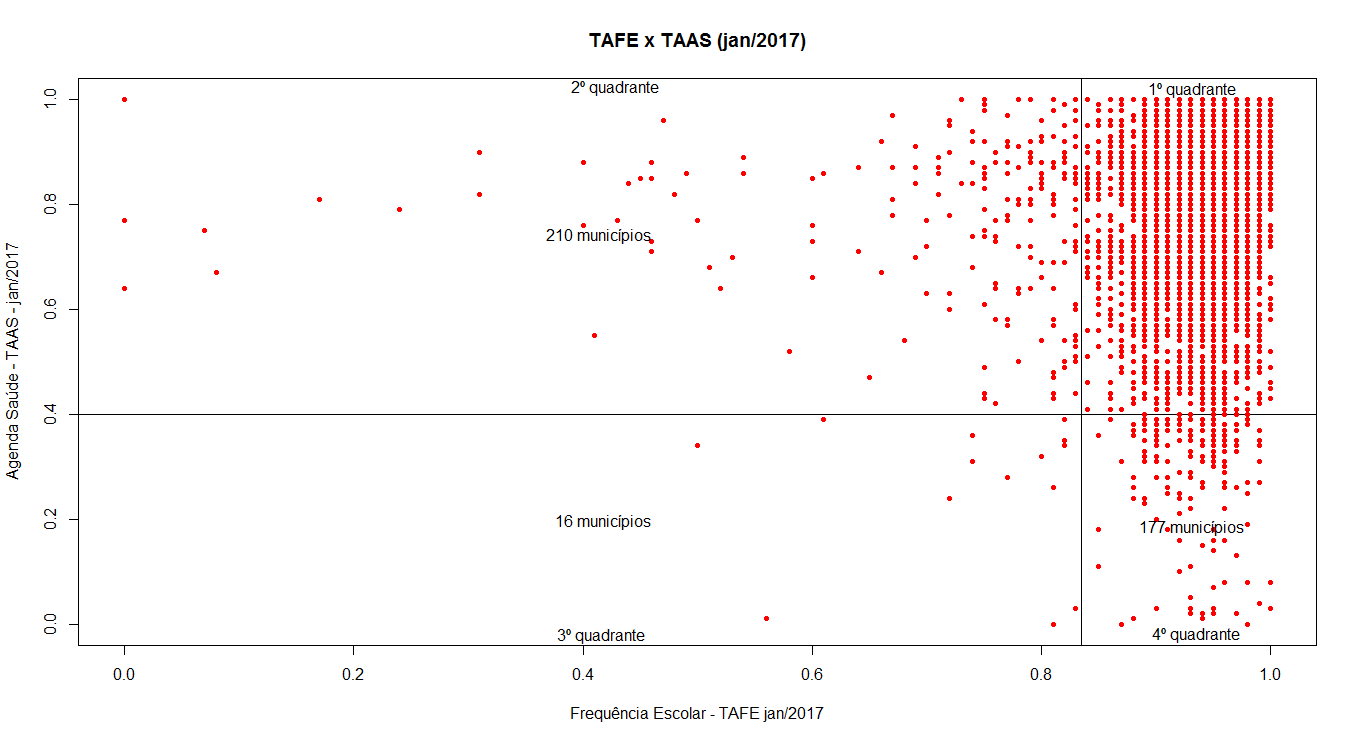 TAFE x TAAS (jan/2017)
2º quadrante
1º quadrante
210 municípios
16 municípios
177 municípios
3º quadrante
4º quadrante
Agenda Saúde - TAAS - jan/2017
1.0
0.8
0.6
0.4
0.2
0.0
0.0 0.2 0.4 0.6 0.8 1.0
Frequência Escolar - TAFE jan/2017